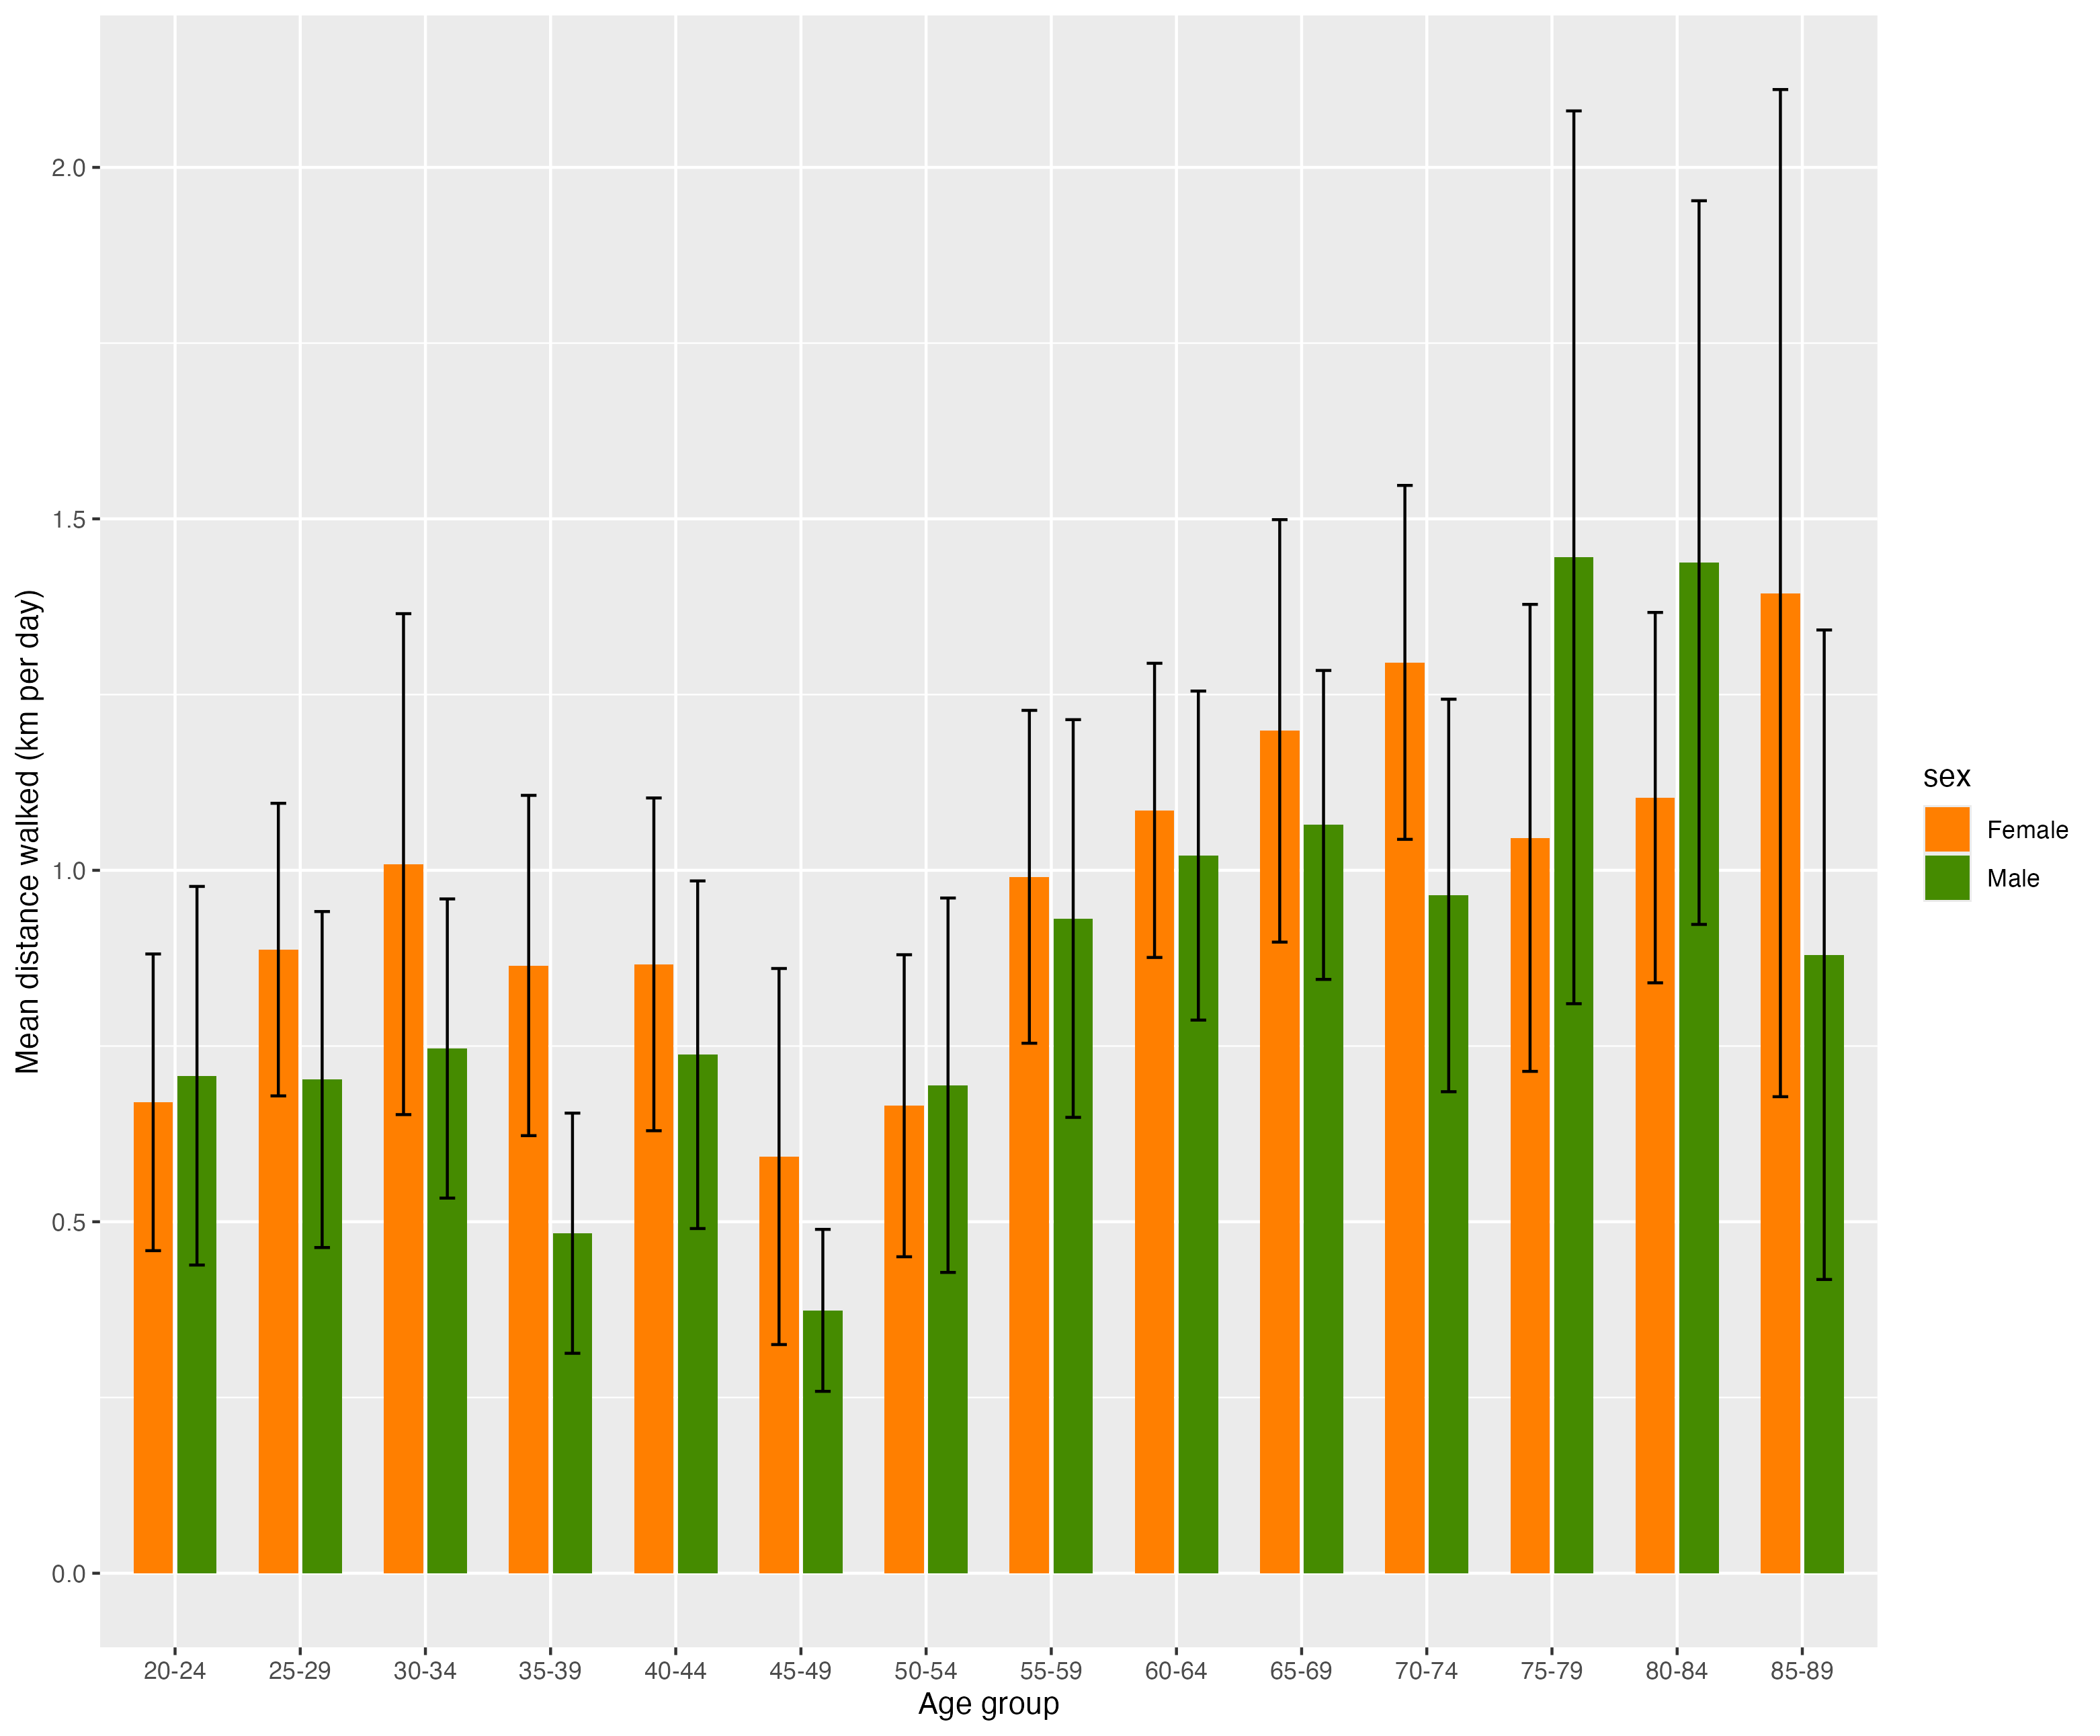 Mean distance walked (km per day)
2.0
1.5
1.0
0.5
0.0
20-24 25-29 30-34 35-39 40-44 45-49 50-54 55-59 60-64 65-69 70-74 75-79 80-84 85-89
Age group
sex
Female
Male